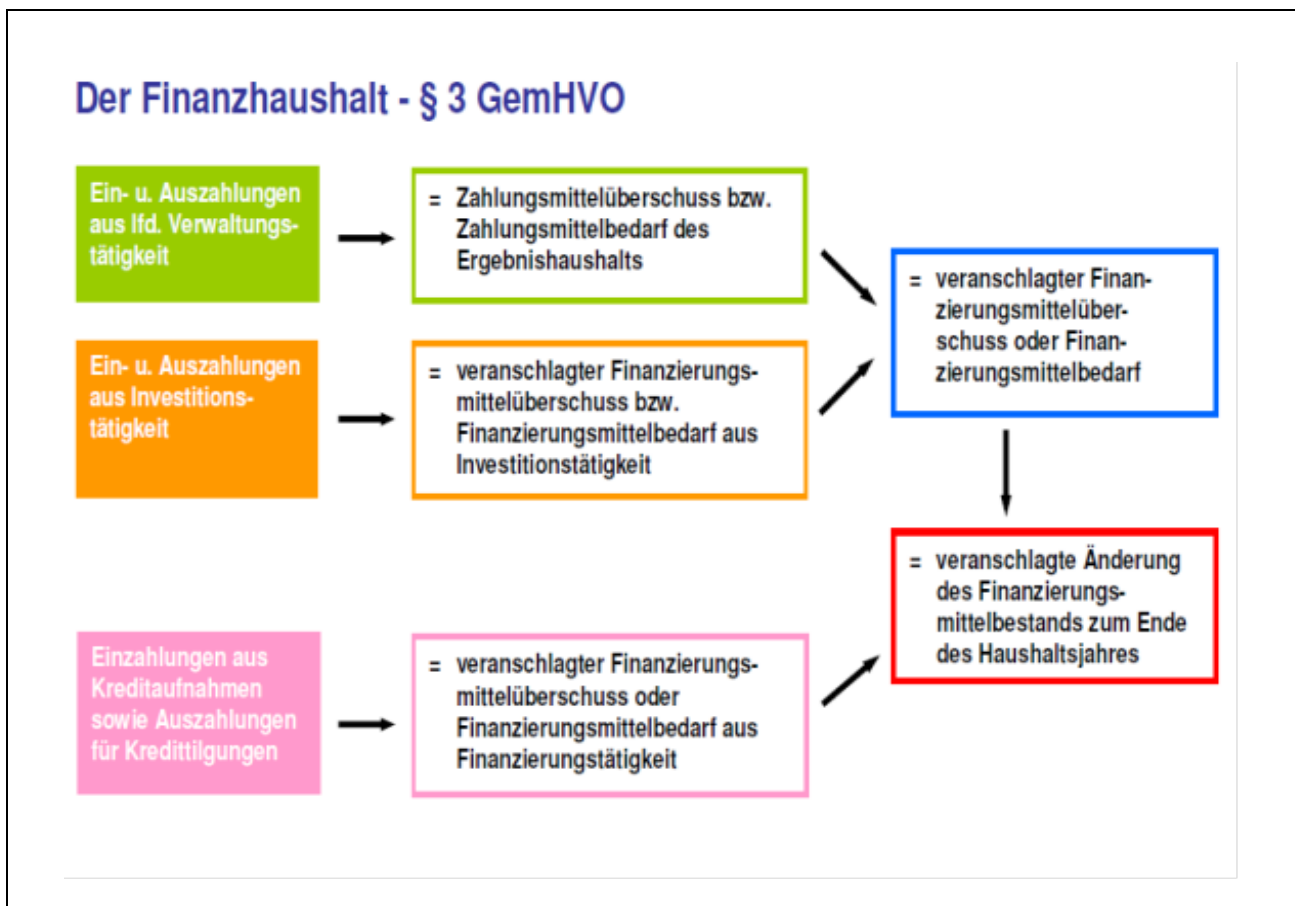 Der Finanzhaushalt - § 3 GemHVO
Ein- u. Auszahlungen
aus lfd. Verwaltungs-
tätigkeit
= Zahlungsmittelüberschuss bzw.
Zahlungsmittelbedarf des
Ergebnishaushalts
= veranschlagter Finan-
zierungsmittelüber-
schuss oder Finan-
zierungsmittelbedarf
Ein- u. Auszahlungen
aus Investitions-
tätigkeit
= veranschlagter Finanzierungs-
mittelüberschuss bzw.
Finanzierungsmittelbedarf aus
Investitionstätigkeit
= veranschlagte Änderung
des Finanzierungs-
mittelbestands zum Ende
des Haushaltsjahres
Einzahlungen aus
Kreditaufnahmen
sowie Auszahlungen
für Kredittilgungen
= veranschlagter Finanzierungs-
mittelüberschuss oder
Finanzierungsmittelbedarf aus
Finanzierungstätigkeit